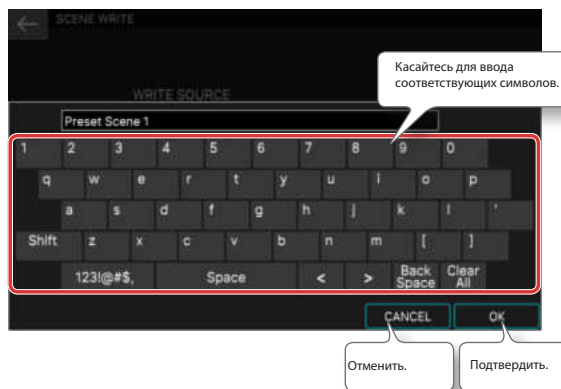 SCENE WRITE
Касайтесь для ввода
соответствующих символов.
WRITE SOURCE
Preset Scene 1
1 2 3 4 5 6 7 8 9 0
q w e r t y u i o p
a s d f g h j k l '
Shift z x c v b n m [ ]
123!@#$, Space < > Back Space Clear All
CANCEL OK
Отменить. Подтвердить.